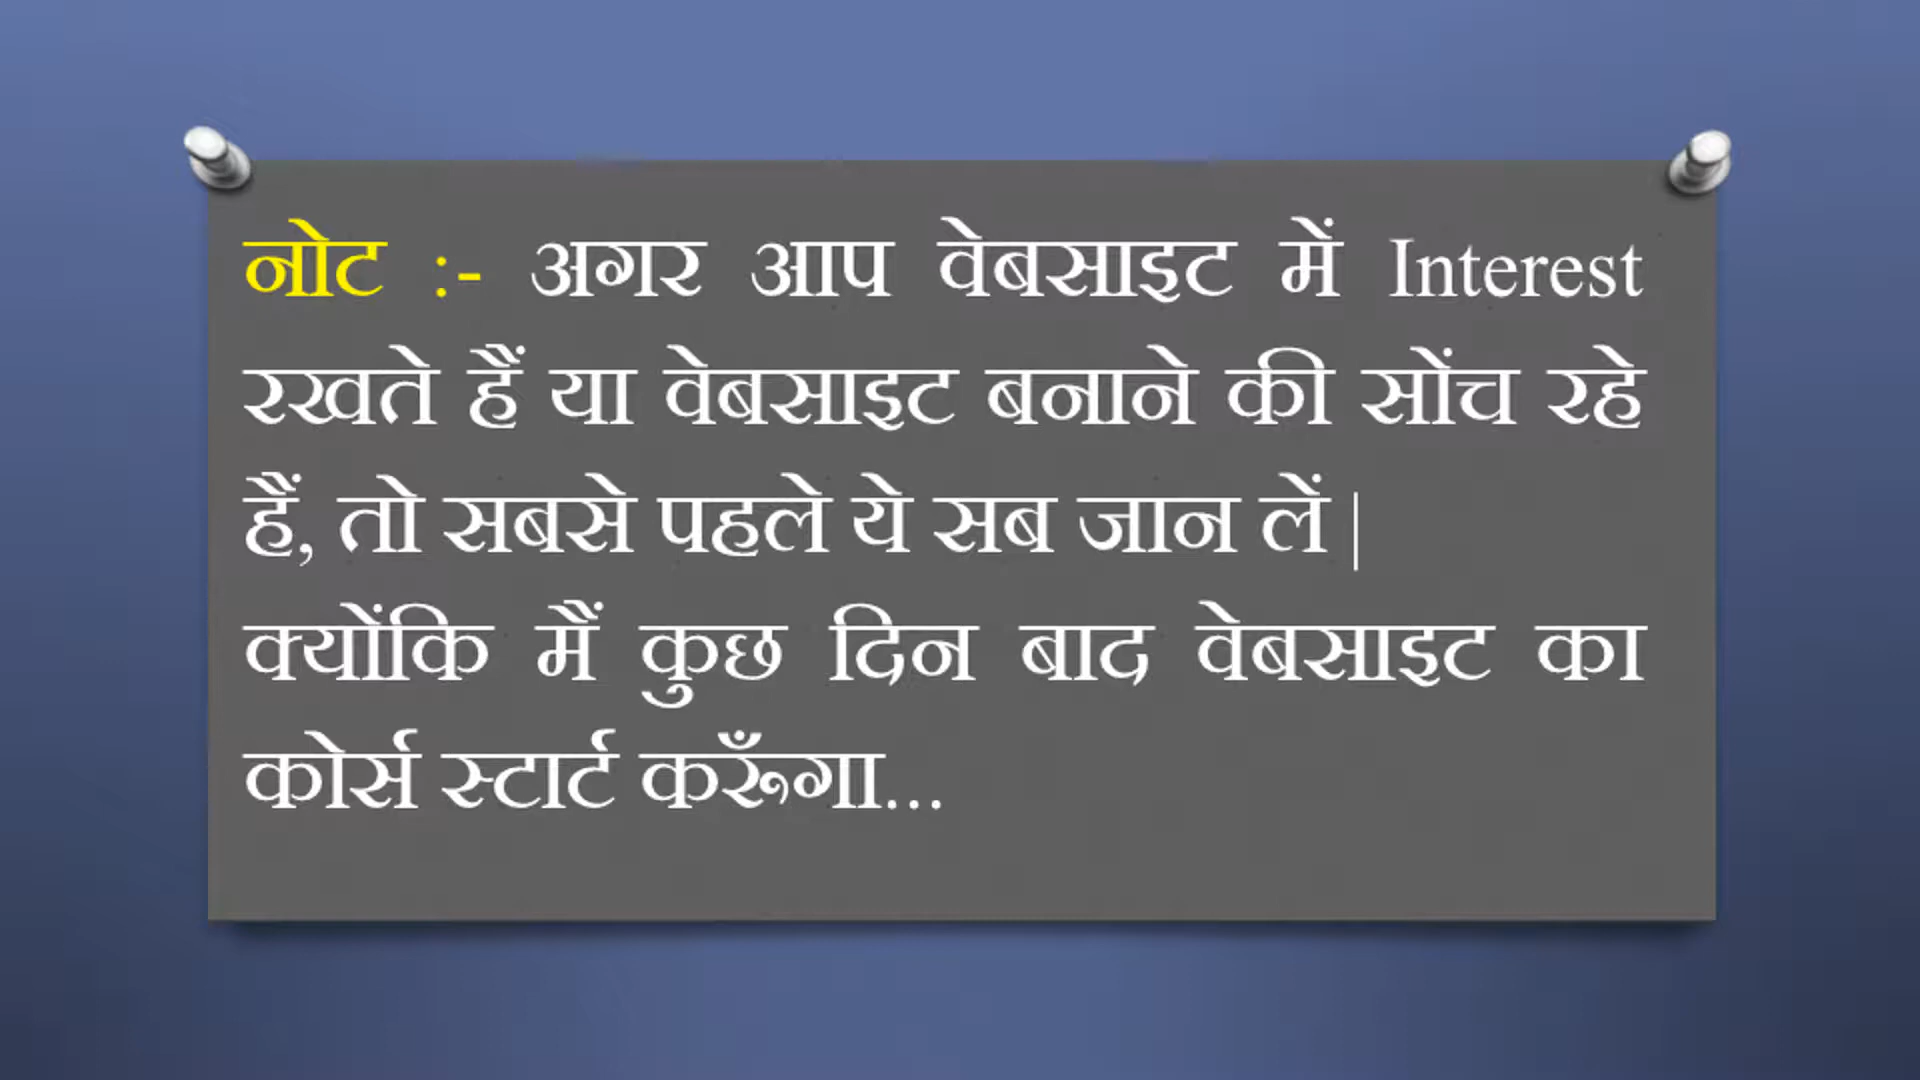 नोट :- अगर आप वेबसाइट में Interest
रखते हैं या वेबसाइट बनाने की सोंच रहे
हैं, तो सबसे पहले ये सब जान लें |
क्योंकि मैं कुछ दिन बाद वेबसाइट का
कोर्स स्टार्ट करूँगा...